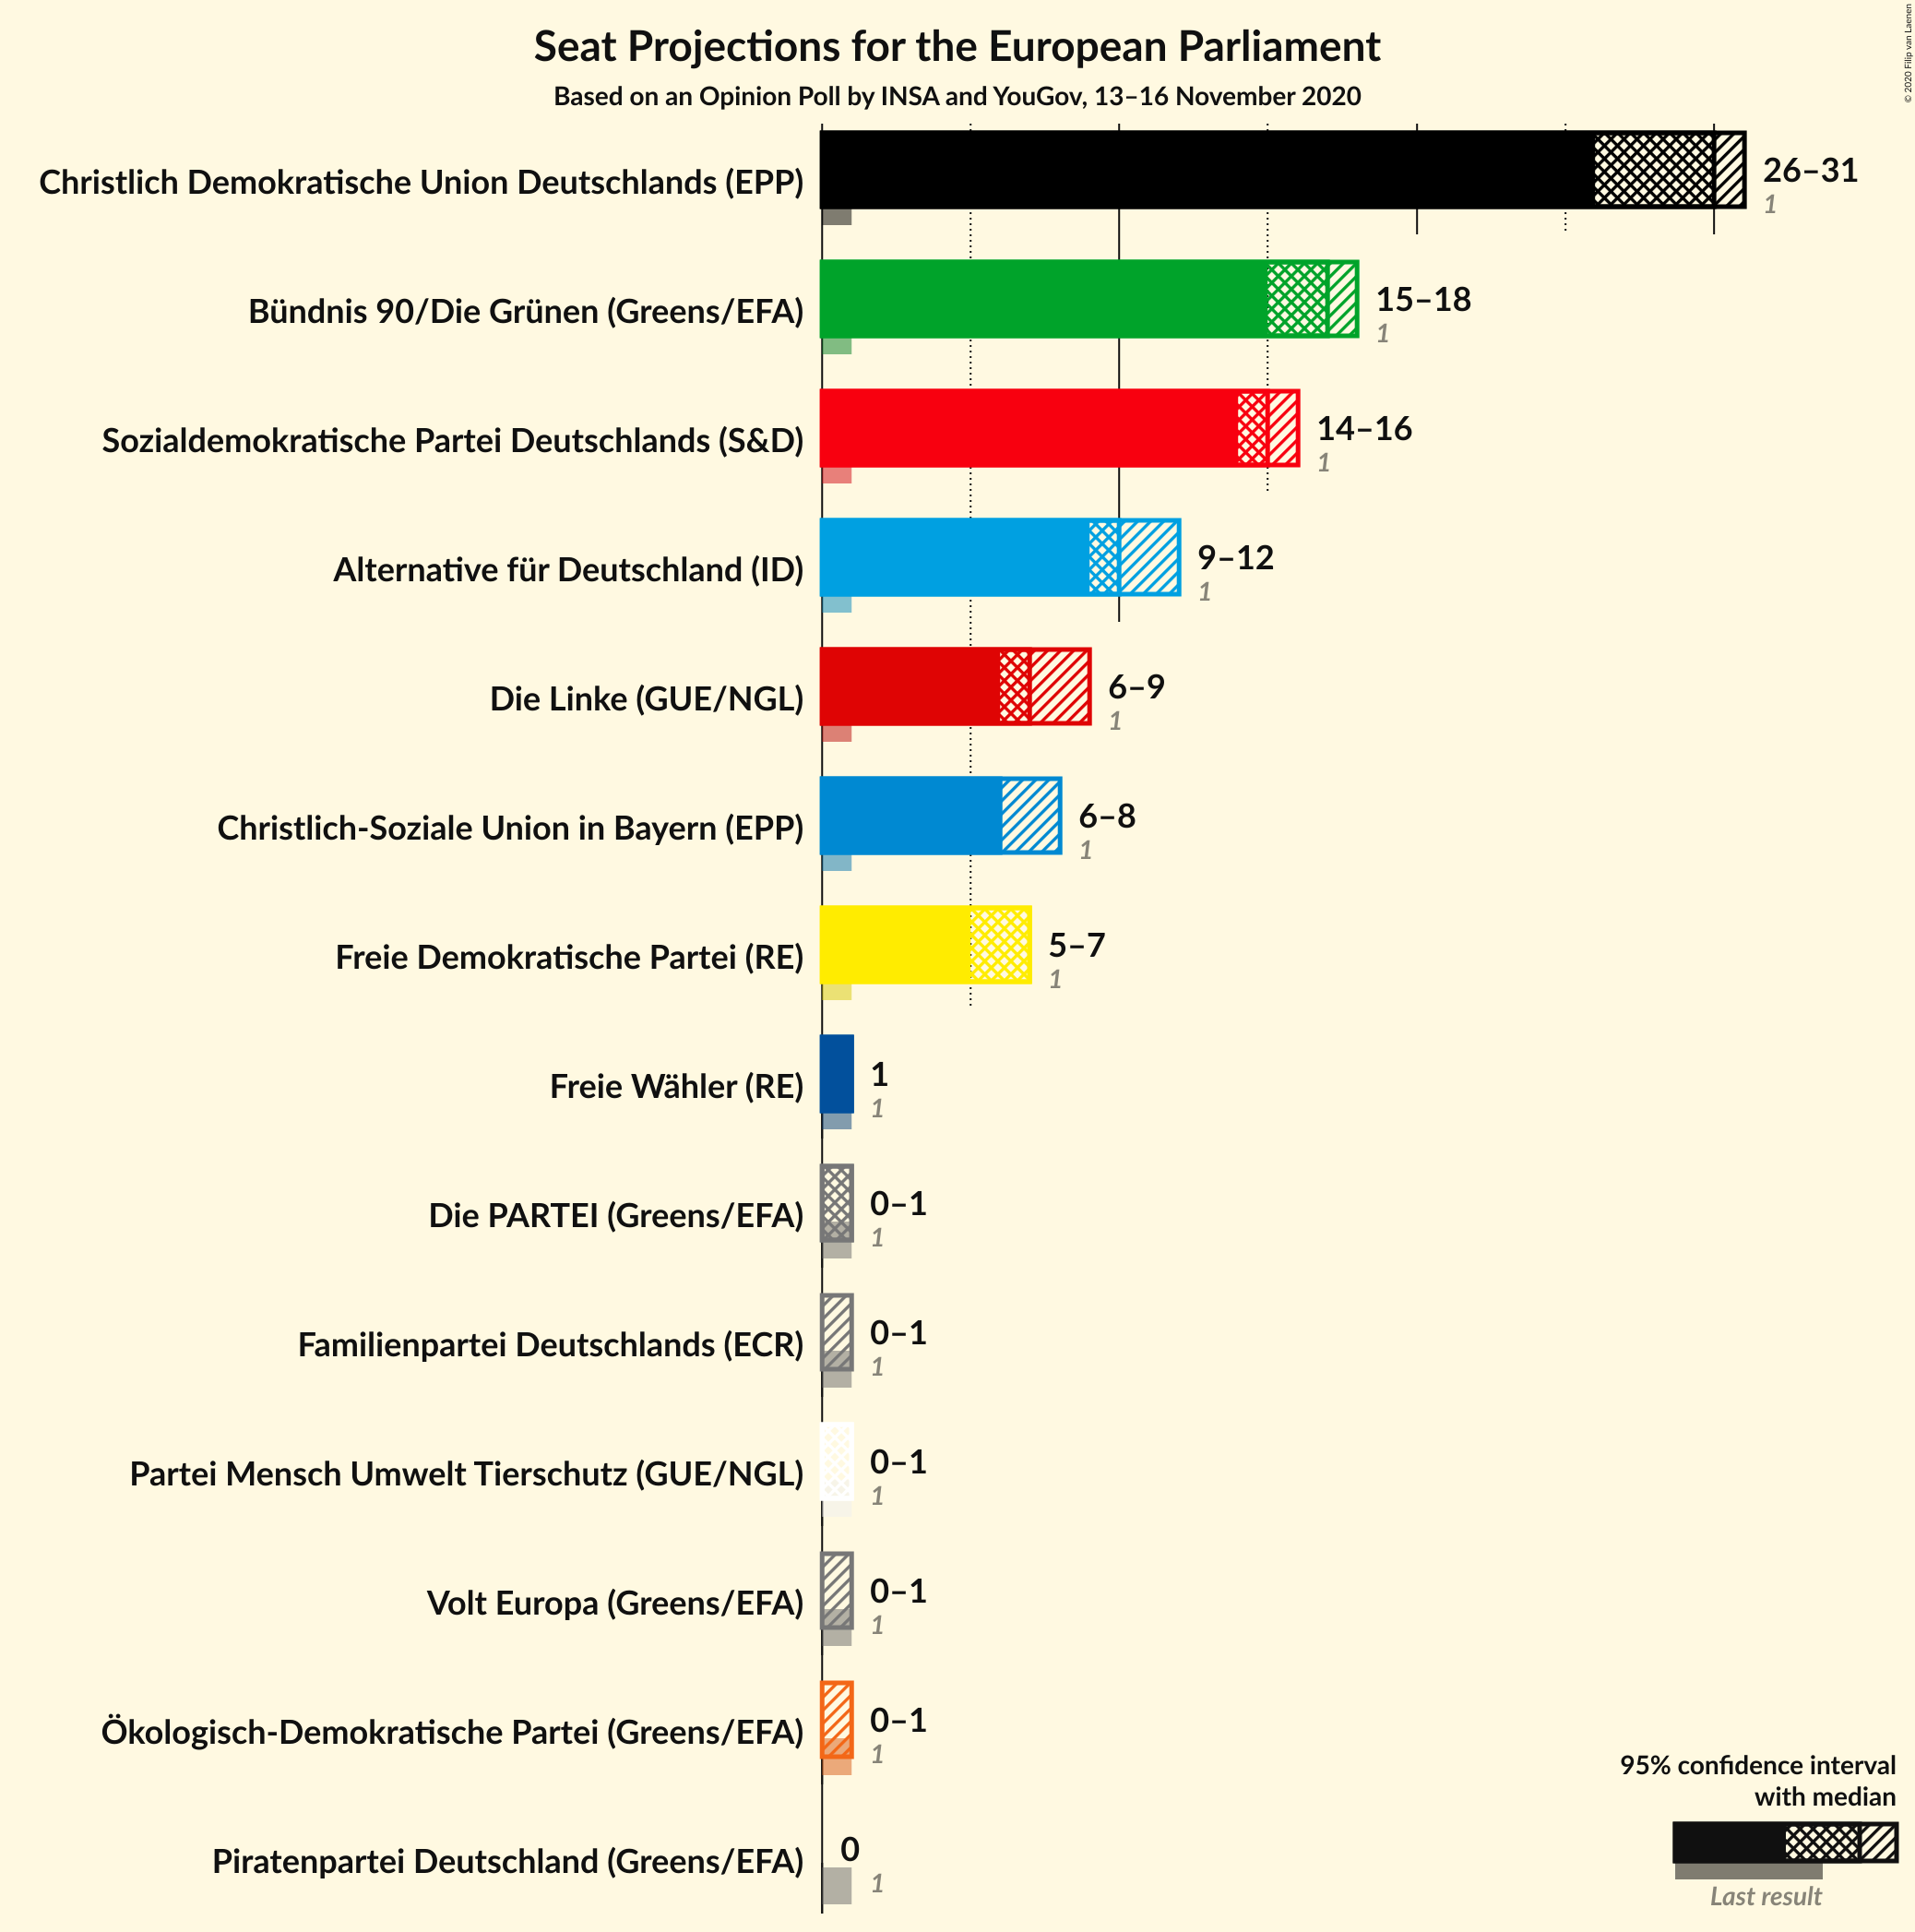 Seat Projections for the European Parliament
Based on an Opinion Poll by INSA and YouGov, 13–16 November 2020
© 2020 Filip van Laenen
Christlich Demokratische Union Deutschlands (EPP)
26–31
1
Bündnis 90/Die Grünen (Greens/EFA)
15–18
1
Sozialdemokratische Partei Deutschlands (S&D)
14–16
1
Alternative für Deutschland (ID)
9–12
1
Die Linke (GUE/NGL)
6–9
1
Christlich-Soziale Union in Bayern (EPP)
6–8
1
Freie Demokratische Partei (RE)
5–7
1
Freie Wähler (RE)
1
1
Die PARTEI (Greens/EFA)
0–1
1
Familienpartei Deutschlands (ECR)
0–1
1
Partei Mensch Umwelt Tierschutz (GUE/NGL)
0–1
1
Volt Europa (Greens/EFA)
0–1
1
Ökologisch-Demokratische Partei (Greens/EFA)
0–1
1
Piratenpartei Deutschland (Greens/EFA)
0
1
95% confidence interval
with median
Last result